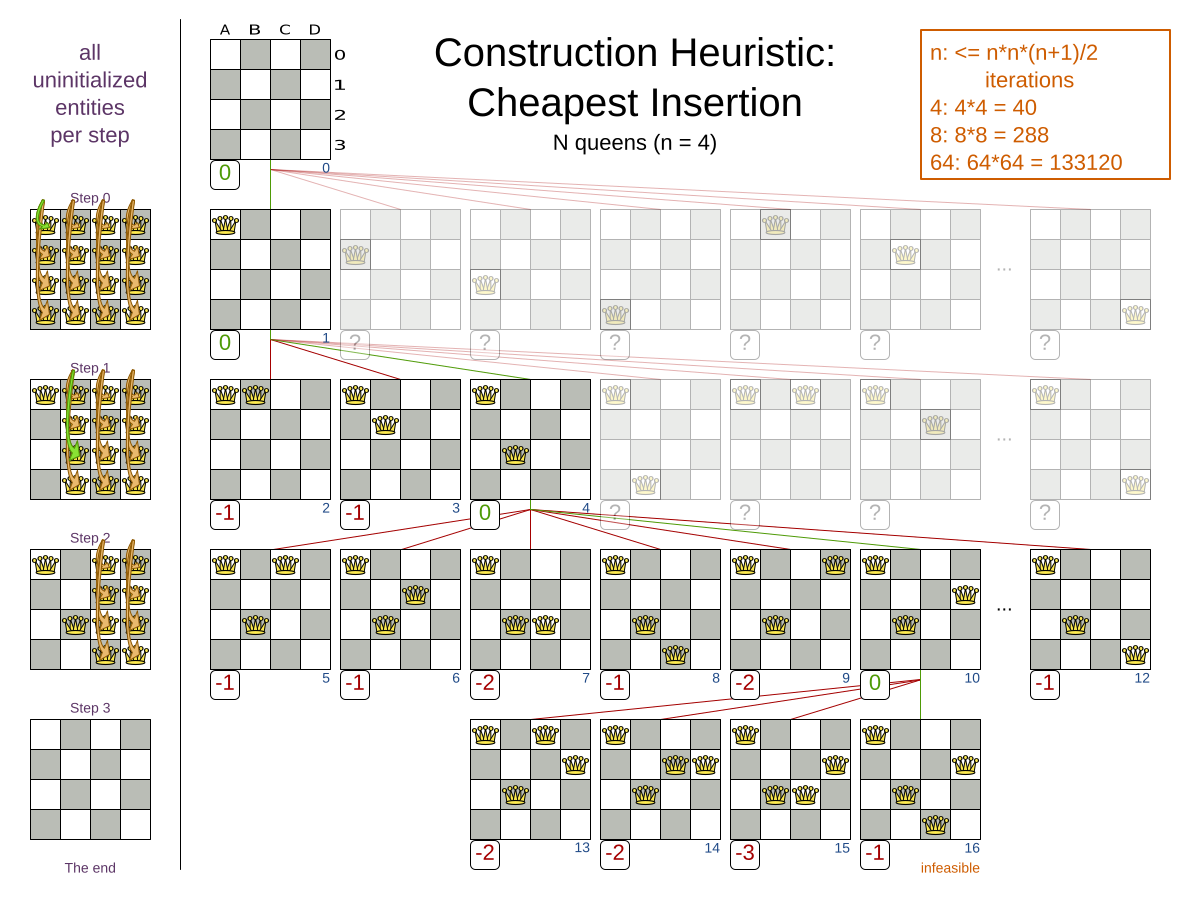 all
uninitialized
entities
per step
A B C D
0
1
2
3
Construction Heuristic:
Cheapest Insertion
N queens (n = 4)
n: <= n*n*(n+1)/2
iterations
4: 4*4 = 40
8: 8*8 = 288
64: 64*64 = 133120
0 0
Step 0
...
0 1 ? ? ? ? ? ?
Step 1
...
-1 2 -1 3 0 4 ? ? ? ?
Step 2
...
-1 5 -1 6 -2 7 -1 8 -2 9 0 10 -1 12
Step 3
-2 13 -2 14 -3 15 -1 16
The end
infeasible